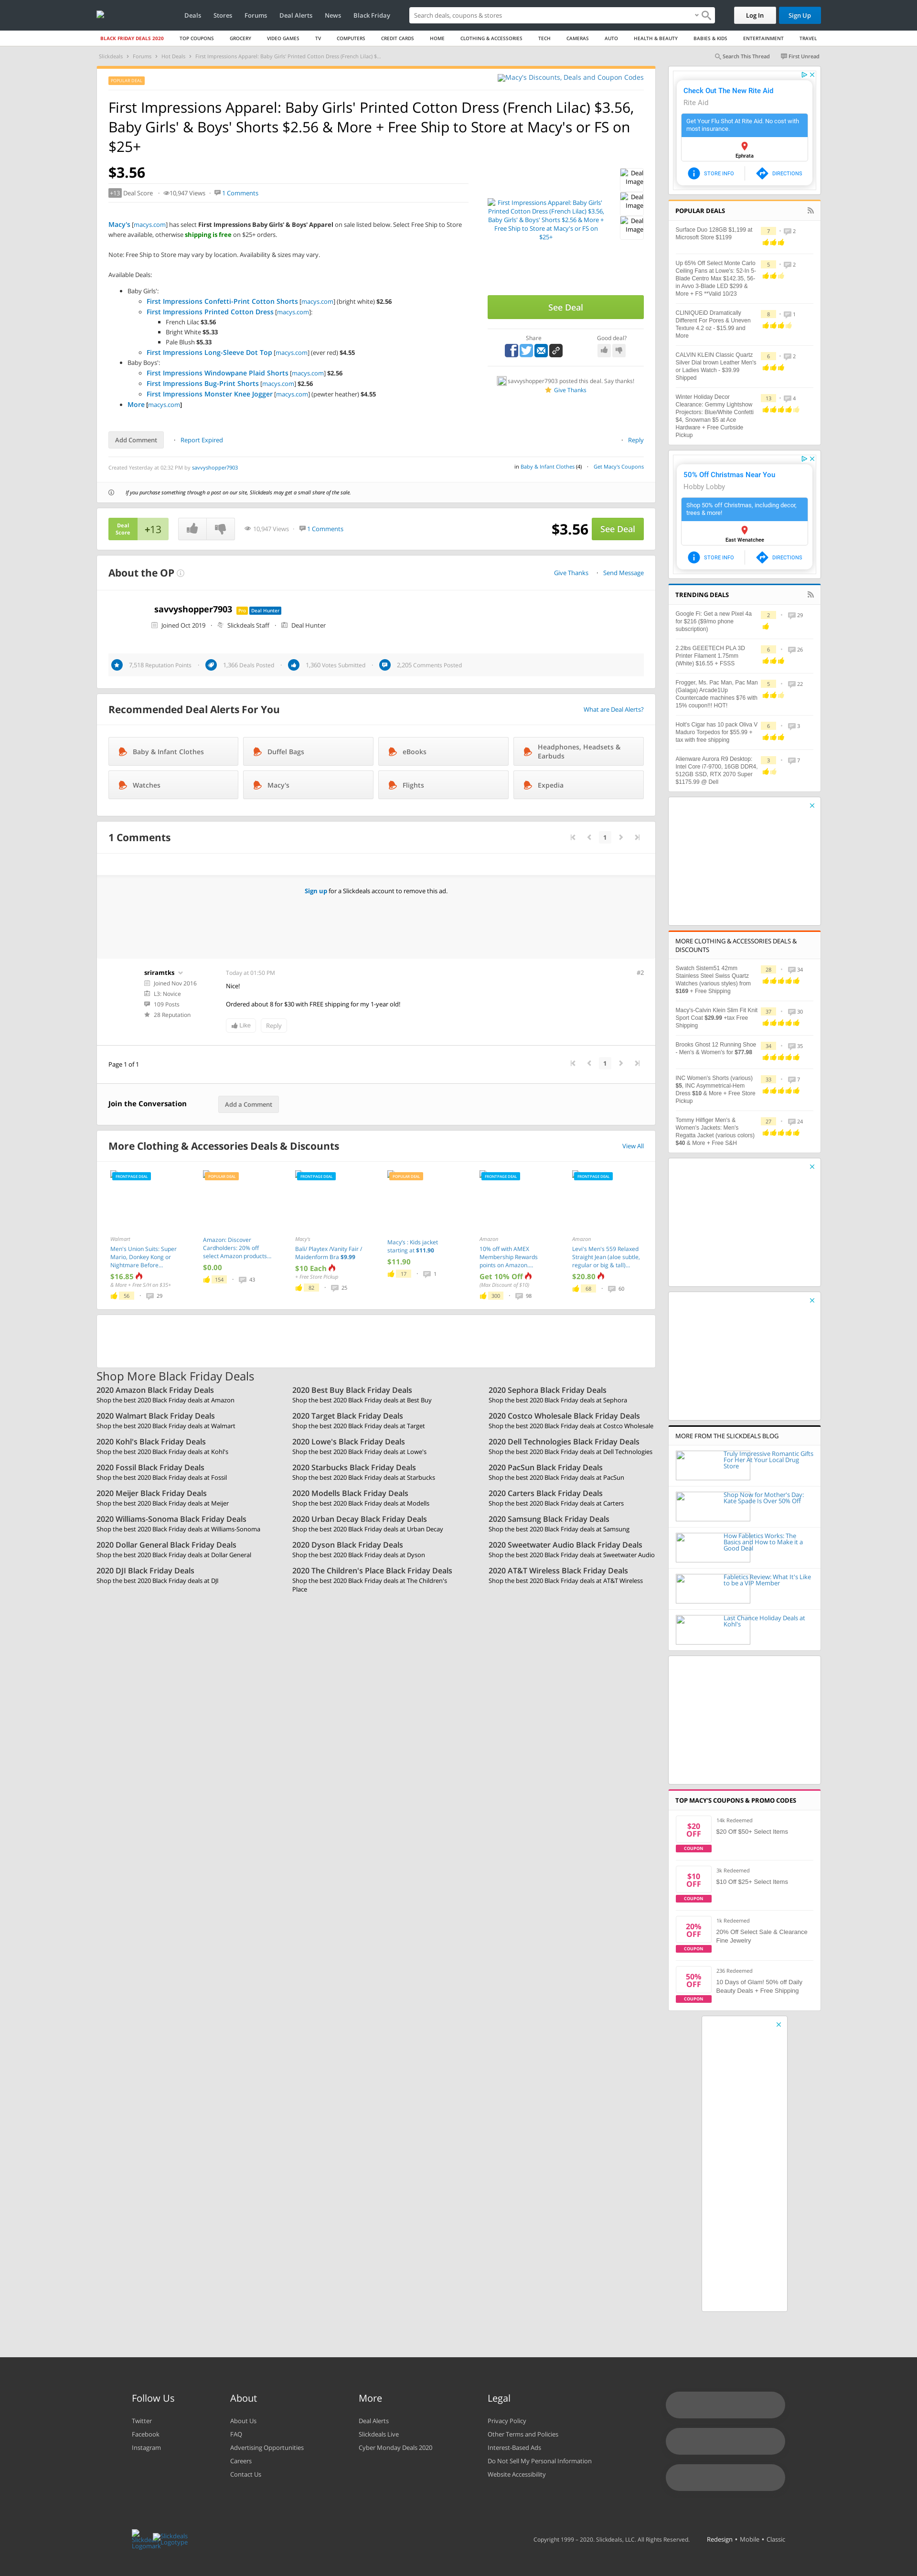 Deals Stores Forums Deal Alerts News Black Friday
Search deals, coupons & stores
Log In
Sign Up
BLACK FRIDAY DEALS 2020 TOP COUPONS GROCERY VIDEO GAMES TV COMPUTERS CREDIT CARDS HOME CLOTHING & ACCESSORIES TECH CAMERAS AUTO HEALTH & BEAUTY BABIES & KIDS ENTERTAINMENT TRAVEL
Slickdeals > Forums > Hot Deals > First Impressions Apparel: Baby Girls' Printed Cotton Dress (French Lilac) $...
Search This Thread First Unread
POPULAR DEAL
Macy's Discounts, Deals and Coupon Codes
First Impressions Apparel: Baby Girls' Printed Cotton Dress (French Lilac) $3.56,
Baby Girls' & Boys' Shorts $2.56 & More + Free Ship to Store at Macy's or FS on
$25+
$3.56
+13 Deal Score 10,947 Views 1 Comments
Macy's [macys.com] has select First Impressions Baby Girls' & Boys' Apparel on sale listed below. Select Free Ship to Store
where available, otherwise shipping is free on $25+ orders.
Note: Free Ship to Store may vary by location. Availability & sizes may vary.
Available Deals:
Baby Girls':
First Impressions Confetti-Print Cotton Shorts [macys.com] (bright white) $2.56
First Impressions Printed Cotton Dress [macys.com]:
French Lilac $3.56
Bright White $5.33
Pale Blush $5.33
First Impressions Long-Sleeve Dot Top [macys.com] (ever red) $4.55
Baby Boys':
First Impressions Windowpane Plaid Shorts [macys.com] $2.56
First Impressions Bug-Print Shorts [macys.com] $2.56
First Impressions Monster Knee Jogger [macys.com] (pewter heather) $4.55
More [macys.com]
First Impressions Apparel: Baby Girls'
Printed Cotton Dress (French Lilac) $3.56,
Baby Girls' & Boys' Shorts $2.56 & More +
Free Ship to Store at Macy's or FS on
$25+
Deal
Image
Deal
Image
Deal
Image
See Deal
Share
Good deal?
savvyshopper7903 posted this deal. Say thanks!
Give Thanks
Add Comment
Report Expired
Reply
Created Yesterday at 02:32 PM by savvyshopper7903
in Baby & Infant Clothes (4) Get Macy's Coupons
If you purchase something through a post on our site, Slickdeals may get a small share of the sale.
Deal
Score
+13
10,947 Views 1 Comments
$3.56
See Deal
About the OP
Give Thanks Send Message
savvyshopper7903 Pro Deal Hunter
Joined Oct 2019 Slickdeals Staff Deal Hunter
7,518 Reputation Points 1,366 Deals Posted 1,360 Votes Submitted 2,205 Comments Posted
Recommended Deal Alerts For You
What are Deal Alerts?
Baby & Infant Clothes
Duffel Bags
eBooks
Headphones, Headsets &
Earbuds
Watches
Macy's
Flights
Expedia
1 Comments
1
Sign up for a Slickdeals account to remove this ad.
sriramtks
Joined Nov 2016
L3: Novice
109 Posts
28 Reputation
Today at 01:50 PM
#2
Nice!
Ordered about 8 for $30 with FREE shipping for my 1-year old!
Like
Reply
Page 1 of 1
1
Join the Conversation
Add a Comment
More Clothing & Accessories Deals & Discounts
View All
FRONTPAGE DEAL
Walmart
Men's Union Suits: Super
Mario, Donkey Kong or
Nightmare Before...
$16.85
& More + Free S/H on $35+
56 29
POPULAR DEAL
Amazon: Discover
Cardholders: 20% off
select Amazon products...
$0.00
154 43
FRONTPAGE DEAL
Macy's
Bali/ Playtex /Vanity Fair /
Maidenform Bra $9.99
$10 Each
+ Free Store Pickup
82 25
POPULAR DEAL
Macy's : Kids jacket
starting at $11.90
$11.90
17 1
FRONTPAGE DEAL
Amazon
10% off with AMEX
Membership Rewards
points on Amazon....
Get 10% Off
(Max Discount of $10)
300 98
FRONTPAGE DEAL
Amazon
Levi's Men's 559 Relaxed
Straight Jean (aloe subtle,
regular or big & tall)...
$20.80
68 60
Shop More Black Friday Deals
2020 Amazon Black Friday Deals
Shop the best 2020 Black Friday deals at Amazon
2020 Best Buy Black Friday Deals
Shop the best 2020 Black Friday deals at Best Buy
2020 Sephora Black Friday Deals
Shop the best 2020 Black Friday deals at Sephora
2020 Walmart Black Friday Deals
Shop the best 2020 Black Friday deals at Walmart
2020 Target Black Friday Deals
Shop the best 2020 Black Friday deals at Target
2020 Costco Wholesale Black Friday Deals
Shop the best 2020 Black Friday deals at Costco Wholesale
2020 Kohl's Black Friday Deals
Shop the best 2020 Black Friday deals at Kohl's
2020 Lowe's Black Friday Deals
Shop the best 2020 Black Friday deals at Lowe's
2020 Dell Technologies Black Friday Deals
Shop the best 2020 Black Friday deals at Dell Technologies
2020 Fossil Black Friday Deals
Shop the best 2020 Black Friday deals at Fossil
2020 Starbucks Black Friday Deals
Shop the best 2020 Black Friday deals at Starbucks
2020 PacSun Black Friday Deals
Shop the best 2020 Black Friday deals at PacSun
2020 Meijer Black Friday Deals
Shop the best 2020 Black Friday deals at Meijer
2020 Modells Black Friday Deals
Shop the best 2020 Black Friday deals at Modells
2020 Carters Black Friday Deals
Shop the best 2020 Black Friday deals at Carters
2020 Williams-Sonoma Black Friday Deals
Shop the best 2020 Black Friday deals at Williams-Sonoma
2020 Urban Decay Black Friday Deals
Shop the best 2020 Black Friday deals at Urban Decay
2020 Samsung Black Friday Deals
Shop the best 2020 Black Friday deals at Samsung
2020 Dollar General Black Friday Deals
Shop the best 2020 Black Friday deals at Dollar General
2020 Dyson Black Friday Deals
Shop the best 2020 Black Friday deals at Dyson
2020 Sweetwater Audio Black Friday Deals
Shop the best 2020 Black Friday deals at Sweetwater Audio
2020 DJI Black Friday Deals
Shop the best 2020 Black Friday deals at DJI
2020 The Children's Place Black Friday Deals
Shop the best 2020 Black Friday deals at The Children's
Place
2020 AT&T Wireless Black Friday Deals
Shop the best 2020 Black Friday deals at AT&T Wireless
Check Out The New Rite Aid
Rite Aid
Get Your Flu Shot At Rite Aid. No cost with
most insurance.
Ephrata
STORE INFO DIRECTIONS
POPULAR DEALS
Surface Duo 128GB $1,199 at
Microsoft Store $1199
7 2
Up 65% Off Select Monte Carlo
Ceiling Fans at Lowe's: 52-In 5-
Blade Centro Max $142.35, 56-
in Avvo 3-Blade LED $299 &
More + FS **Valid 10/23
5 2
CLINIQUEID Dramatically
Different For Pores & Uneven
Texture 4.2 oz - $15.99 and
More
8 1
CALVIN KLEIN Classic Quartz
Silver Dial brown Leather Men's
or Ladies Watch - $39.99
Shipped
6 2
Winter Holiday Decor
Clearance: Gemmy Lightshow
Projectors: Blue/White Confetti
$4, Snowman $5 at Ace
Hardware + Free Curbside
Pickup
13 4
50% Off Christmas Near You
Hobby Lobby
Shop 50% off Christmas, including decor,
trees & more!
East Wenatchee
STORE INFO DIRECTIONS
TRENDING DEALS
Google Fi: Get a new Pixel 4a
for $216 ($9/mo phone
subscription)
2 29
2.2lbs GEEETECH PLA 3D
Printer Filament 1.75mm
(White) $16.55 + FSSS
6 26
Frogger, Ms. Pac Man, Pac Man
(Galaga) Arcade1Up
Countercade machines $76 with
15% coupon!!! HOT!
5 22
Holt's Cigar has 10 pack Oliva V
Maduro Torpedos for $55.99 +
tax with free shipping
6 3
Alienware Aurora R9 Desktop:
Intel Core i7-9700, 16GB DDR4,
512GB SSD, RTX 2070 Super
$1175.99 @ Dell
3 7
MORE CLOTHING & ACCESSORIES DEALS &
DISCOUNTS
Swatch Sistem51 42mm
Stainless Steel Swiss Quartz
Watches (various styles) from
$169 + Free Shipping
28 34
Macy's-Calvin Klein Slim Fit Knit
Sport Coat $29.99 +tax Free
Shipping
37 30
Brooks Ghost 12 Running Shoe
- Men's & Women's for $77.98
34 35
INC Women's Shorts (various)
$5, INC Asymmetrical-Hem
Dress $10 & More + Free Store
Pickup
33 7
Tommy Hilfiger Men's &
Women's Jackets: Men's
Regatta Jacket (various colors)
$40 & More + Free S&H
27 24
MORE FROM THE SLICKDEALS BLOG
Truly Impressive Romantic Gifts
For Her At Your Local Drug
Store
Shop Now for Mother's Day:
Kate Spade Is Over 50% Off
How Fabletics Works: The
Basics and How to Make it a
Good Deal
Fabletics Review: What It's Like
to be a VIP Member
Last Chance Holiday Deals at
Kohl's
TOP MACY'S COUPONS & PROMO CODES
$20
OFF
COUPON
14k Redeemed
$20 Off $50+ Select Items
$10
OFF
COUPON
3k Redeemed
$10 Off $25+ Select Items
20%
OFF
COUPON
1k Redeemed
20% Off Select Sale & Clearance
Fine Jewelry
50%
OFF
COUPON
236 Redeemed
10 Days of Glam! 50% off Daily
Beauty Deals + Free Shipping
Follow Us
Twitter
Facebook
Instagram
About
About Us
FAQ
Advertising Opportunities
Careers
Contact Us
More
Deal Alerts
Slickdeals Live
Cyber Monday Deals 2020
Legal
Privacy Policy
Other Terms and Policies
Interest-Based Ads
Do Not Sell My Personal Information
Website Accessibility
Slickdeals
Logomark
Slickdeals
Logotype
Copyright 1999 – 2020. Slickdeals, LLC. All Rights Reserved.
Redesign • Mobile • Classic